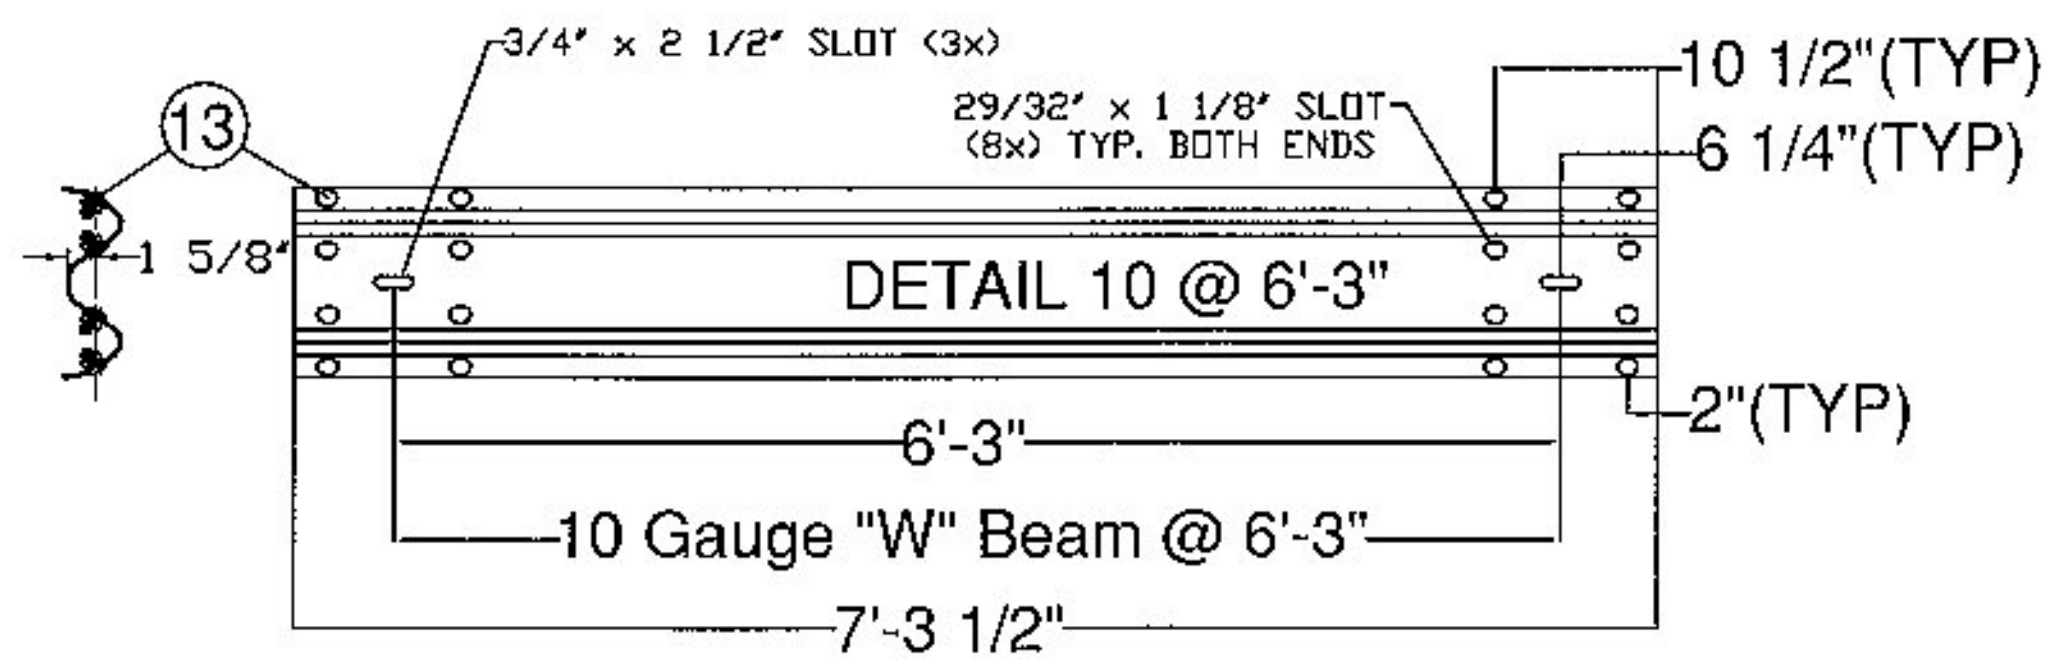 3/4" x 2 1/2" SLOT (3x)
10 1/2"(TYP)
29/32" x 1 1/8" SLOT
(8x) TYP. BOTH ENDS
13
6 1/4"(TYP)
1 5/8"
DETAIL 10 @ 6'-3"
2"(TYP)
6'-3"
10 Gauge "W" Beam @ 6'-3"
7'-3 1/2"